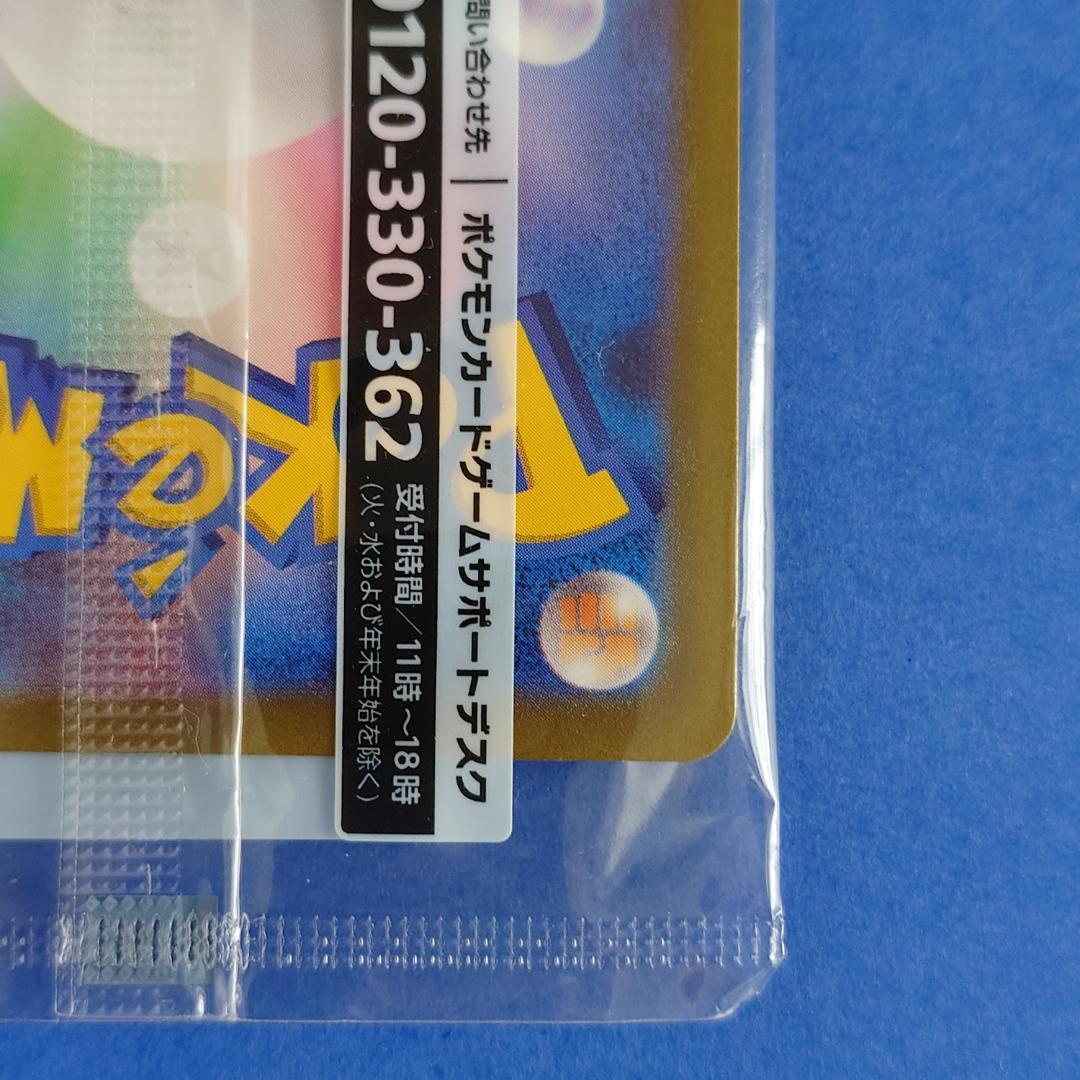 問い合わせ先 | ポケモンカードゲームサポートデスク
0120-330-362 受付時間/11時~18時
(火・水および年末年始を除く)
POKéM